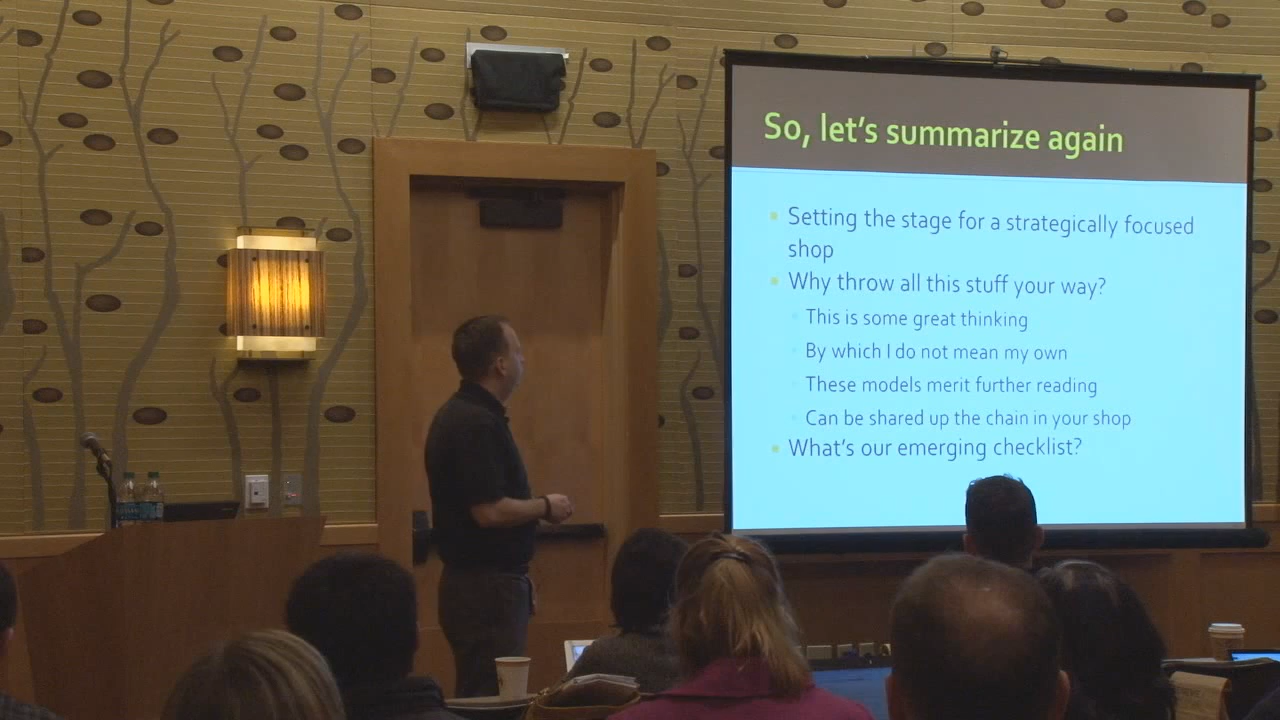 So, let's summarize again
Setting the stage for a strategically focused
shop
Why throw all this stuff your way?
This is some great thinking
By which I do not mean my own
These models merit further reading
Can be shared up the chain in your shop
What's our emerging checklist?